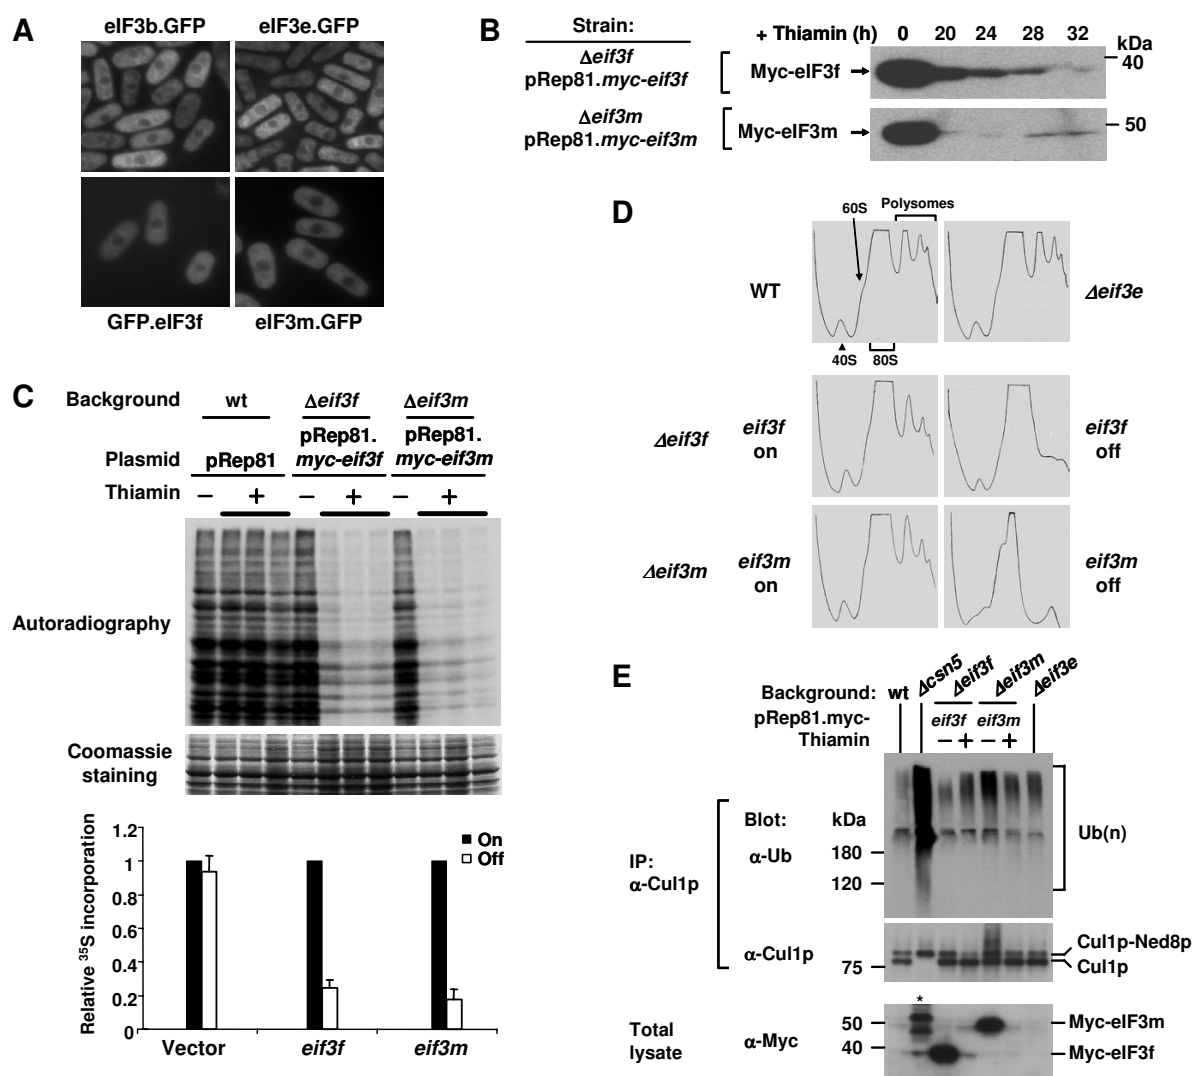 A
eIF3b.GFP eIF3e.GFP
GFP.eIF3f eIF3m.GFP
B
Strain:
+ Thiamin (h) 0 20 24 28 32
kDa
Δeif3f
pRep81.myc-eif3f
Myc-eIF3f
40
Δeif3m
pRep81.myc-eif3m
Myc-eIF3m
50
C
Background wt Δeif3f Δeif3m
Plasmid pRep81 pRep81.myc-eif3f pRep81.myc-eif3m
Thiamin – + – + – +
Autoradiography
Coomassie
staining
Relative 35S incorporation
1.2
1
0.8
0.6
0.4
0.2
0
On
Off
Vector eif3f eif3m
D
60S Polysomes
WT Δeif3e
40S 80S
Δeif3f eif3f on eif3f off
Δeif3m eif3m on eif3m off
E
Background: wt Δcsn5 Δeif3f Δeif3m Δeif3e
pRep81.myc- eif3f eif3m
Thiamin – + – +
IP:
α-Cul1p
Blot: kDa
α-Ub
180
120
Ub(n)
α-Cul1p
75
Cul1p-Ned8p
Cul1p
*
Total
lysate
α-Myc
50
40
Myc-eIF3m
Myc-eIF3f